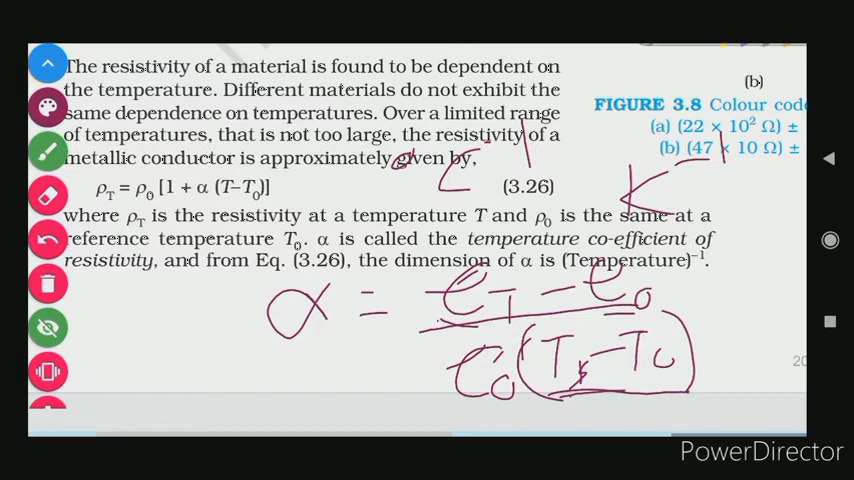 The resistivity of a material is found to be dependent on
the temperature. Different materials do not exhibit the
same dependence on temperatures. Over a limited range
of temperatures, that is not too large, the resistivity of a
metallic conductor is approximately given by,
°C⁻¹
K⁻¹
ρT = ρ0 [1 + α (T–T0)] (3.26)
where ρT is the resistivity at a temperature T and ρ0 is the same at a
reference temperature T0. α is called the temperature co-efficient of
resistivity, and from Eq. (3.26), the dimension of α is (Temperature)–1.
(b)
FIGURE 3.8 Colour cod
(a) (22 × 10² Ω) ±
(b) (47 × 10 Ω) ±
α = ρT – ρ0
ρ0 (T – T0)
20
PowerDirector